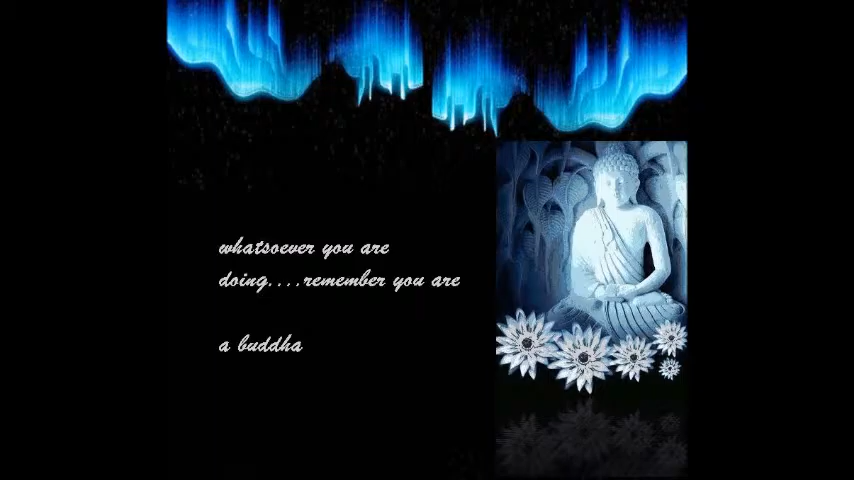 whatsoever you are
doing....remember you are
a buddha